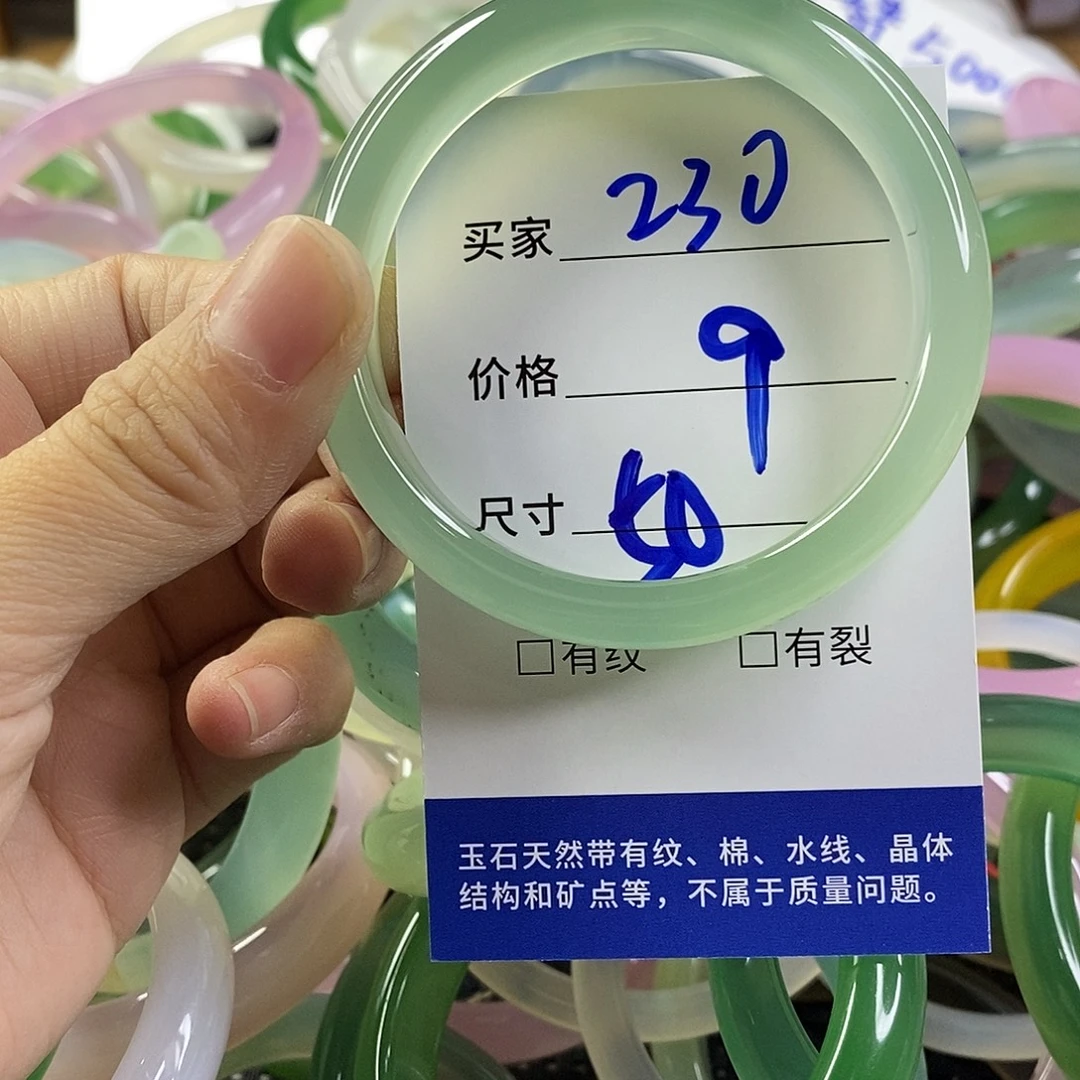 买家 230
价格 9
尺寸 50
□有纹 □有裂
玉石天然带有纹、棉、水线、晶体
结构和矿点等，不属于质量问题。